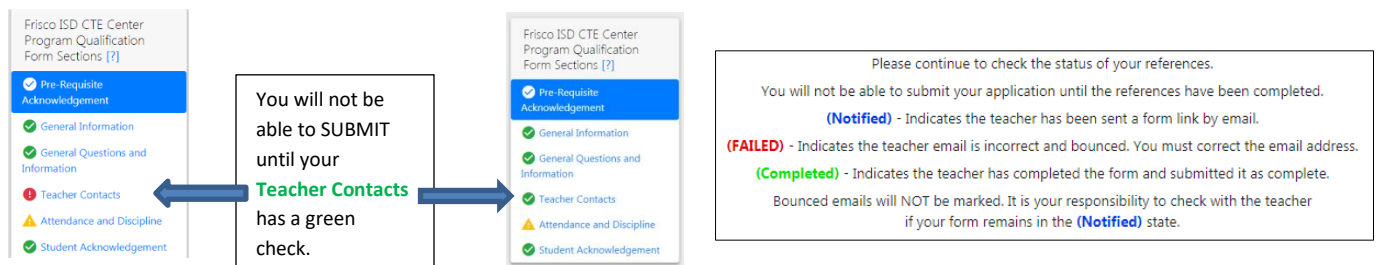 Frisco ISD CTE Center
Program Qualification
Form Sections [?]
Pre-Requisite
Acknowledgement
General Information
General Questions and
Information
Teacher Contacts
Attendance and Discipline
Student Acknowledgement
You will not be
able to SUBMIT
until your
Teacher Contacts
has a green
check.
Frisco ISD CTE Center
Program Qualification
Form Sections [?]
Pre-Requisite
Acknowledgement
General Information
General Questions and
Information
Teacher Contacts
Attendance and Discipline
Student Acknowledgement
Please continue to check the status of your references.
You will not be able to submit your application until the references have been completed.
(Notified) - Indicates the teacher has been sent a form link by email.
(FAILED) - Indicates the teacher email is incorrect and bounced. You must correct the email address.
(Completed) - Indicates the teacher has completed the form and submitted it as complete.
Bounced emails will NOT be marked. It is your responsibility to check with the teacher
if your form remains in the (Notified) state.